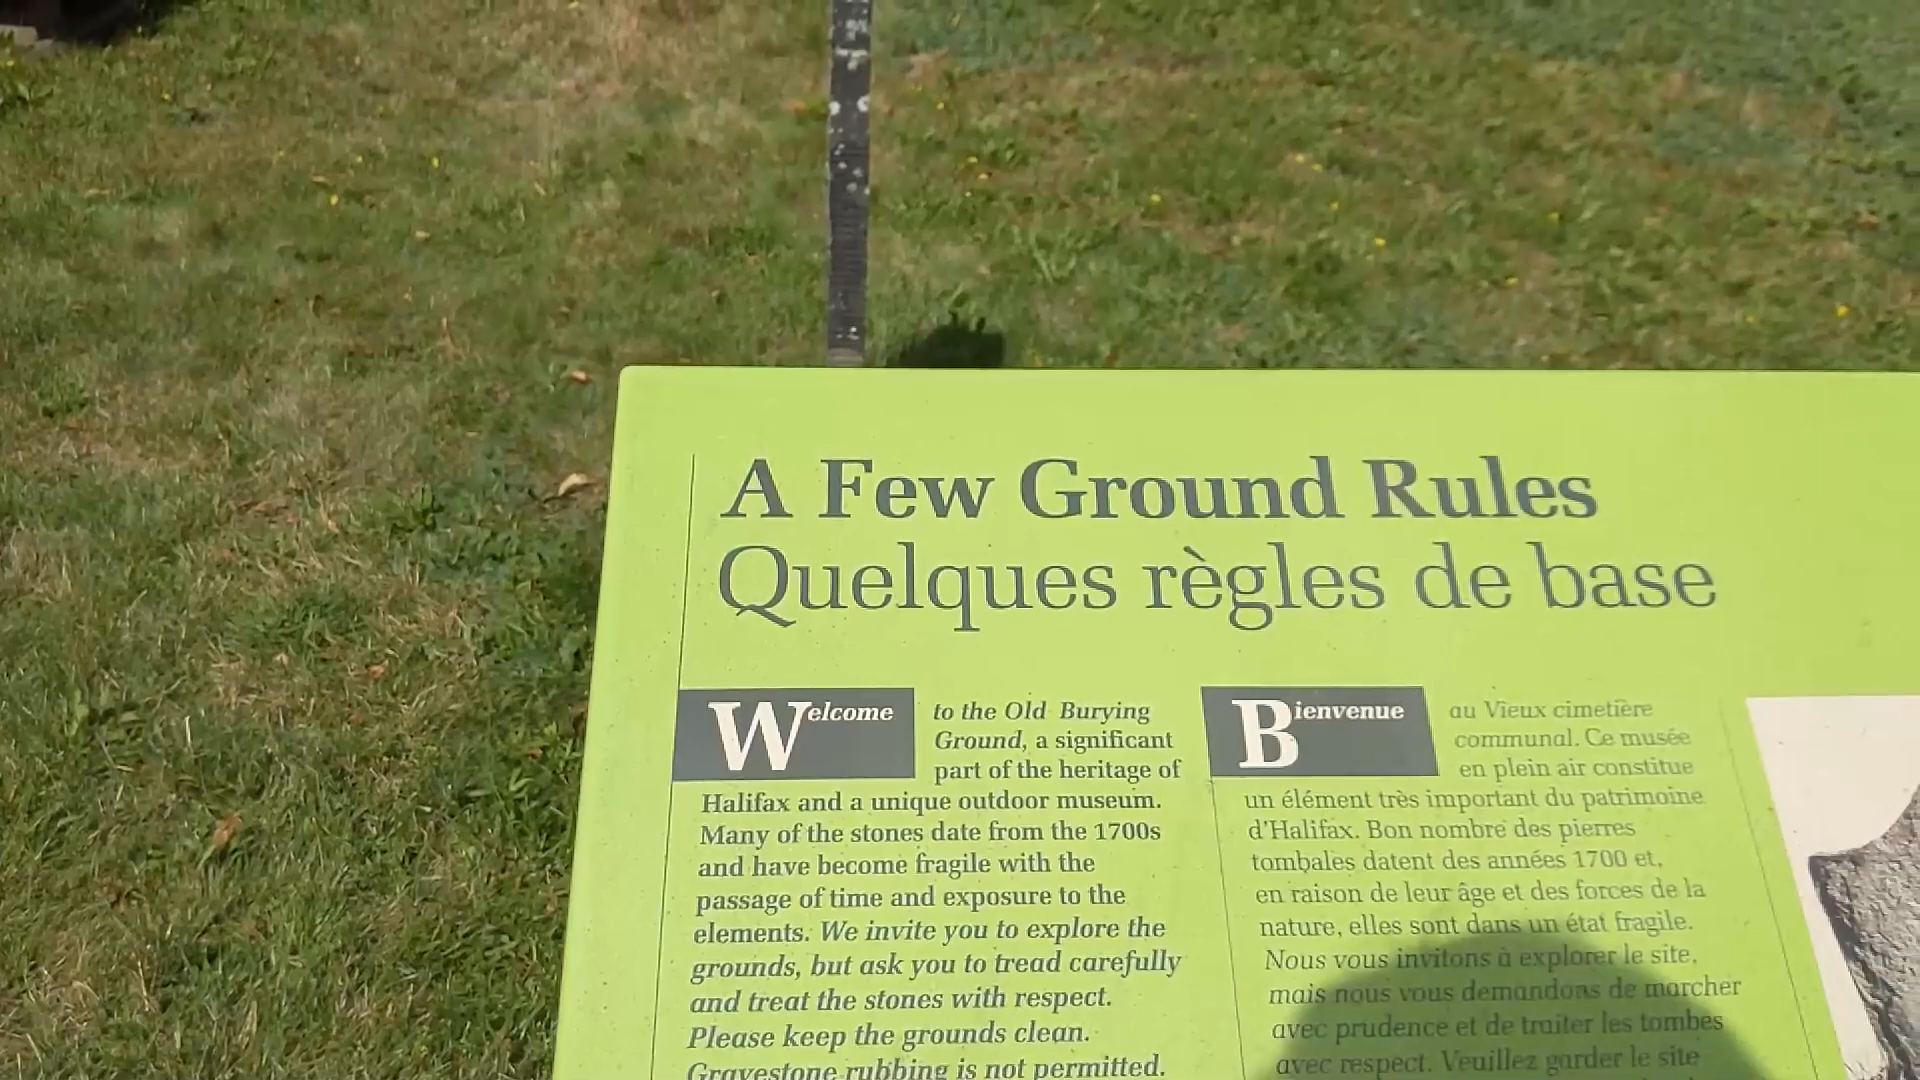 A Few Ground Rules
Quelques règles de base
Welcome to the Old Burying
Ground, a significant
part of the heritage of
Halifax and a unique outdoor museum.
Many of the stones date from the 1700s
and have become fragile with the
passage of time and exposure to the
elements. We invite you to explore the
grounds, but ask you to tread carefully
and treat the stones with respect.
Please keep the grounds clean.
Gravestone rubbing is not permitted.
Bienvenue au Vieux cimetière
communal. Ce musée
en plein air constitue
un élément très important du patrimoine
d'Halifax. Bon nombre des pierres
tombales datent des années 1700 et,
en raison de leur âge et des forces de la
nature, elles sont dans un état fragile.
Nous vous invitons à explorer le site,
mais nous vous demandons de marcher
avec prudence et de traiter les tombes
avec respect. Veuillez garder le site